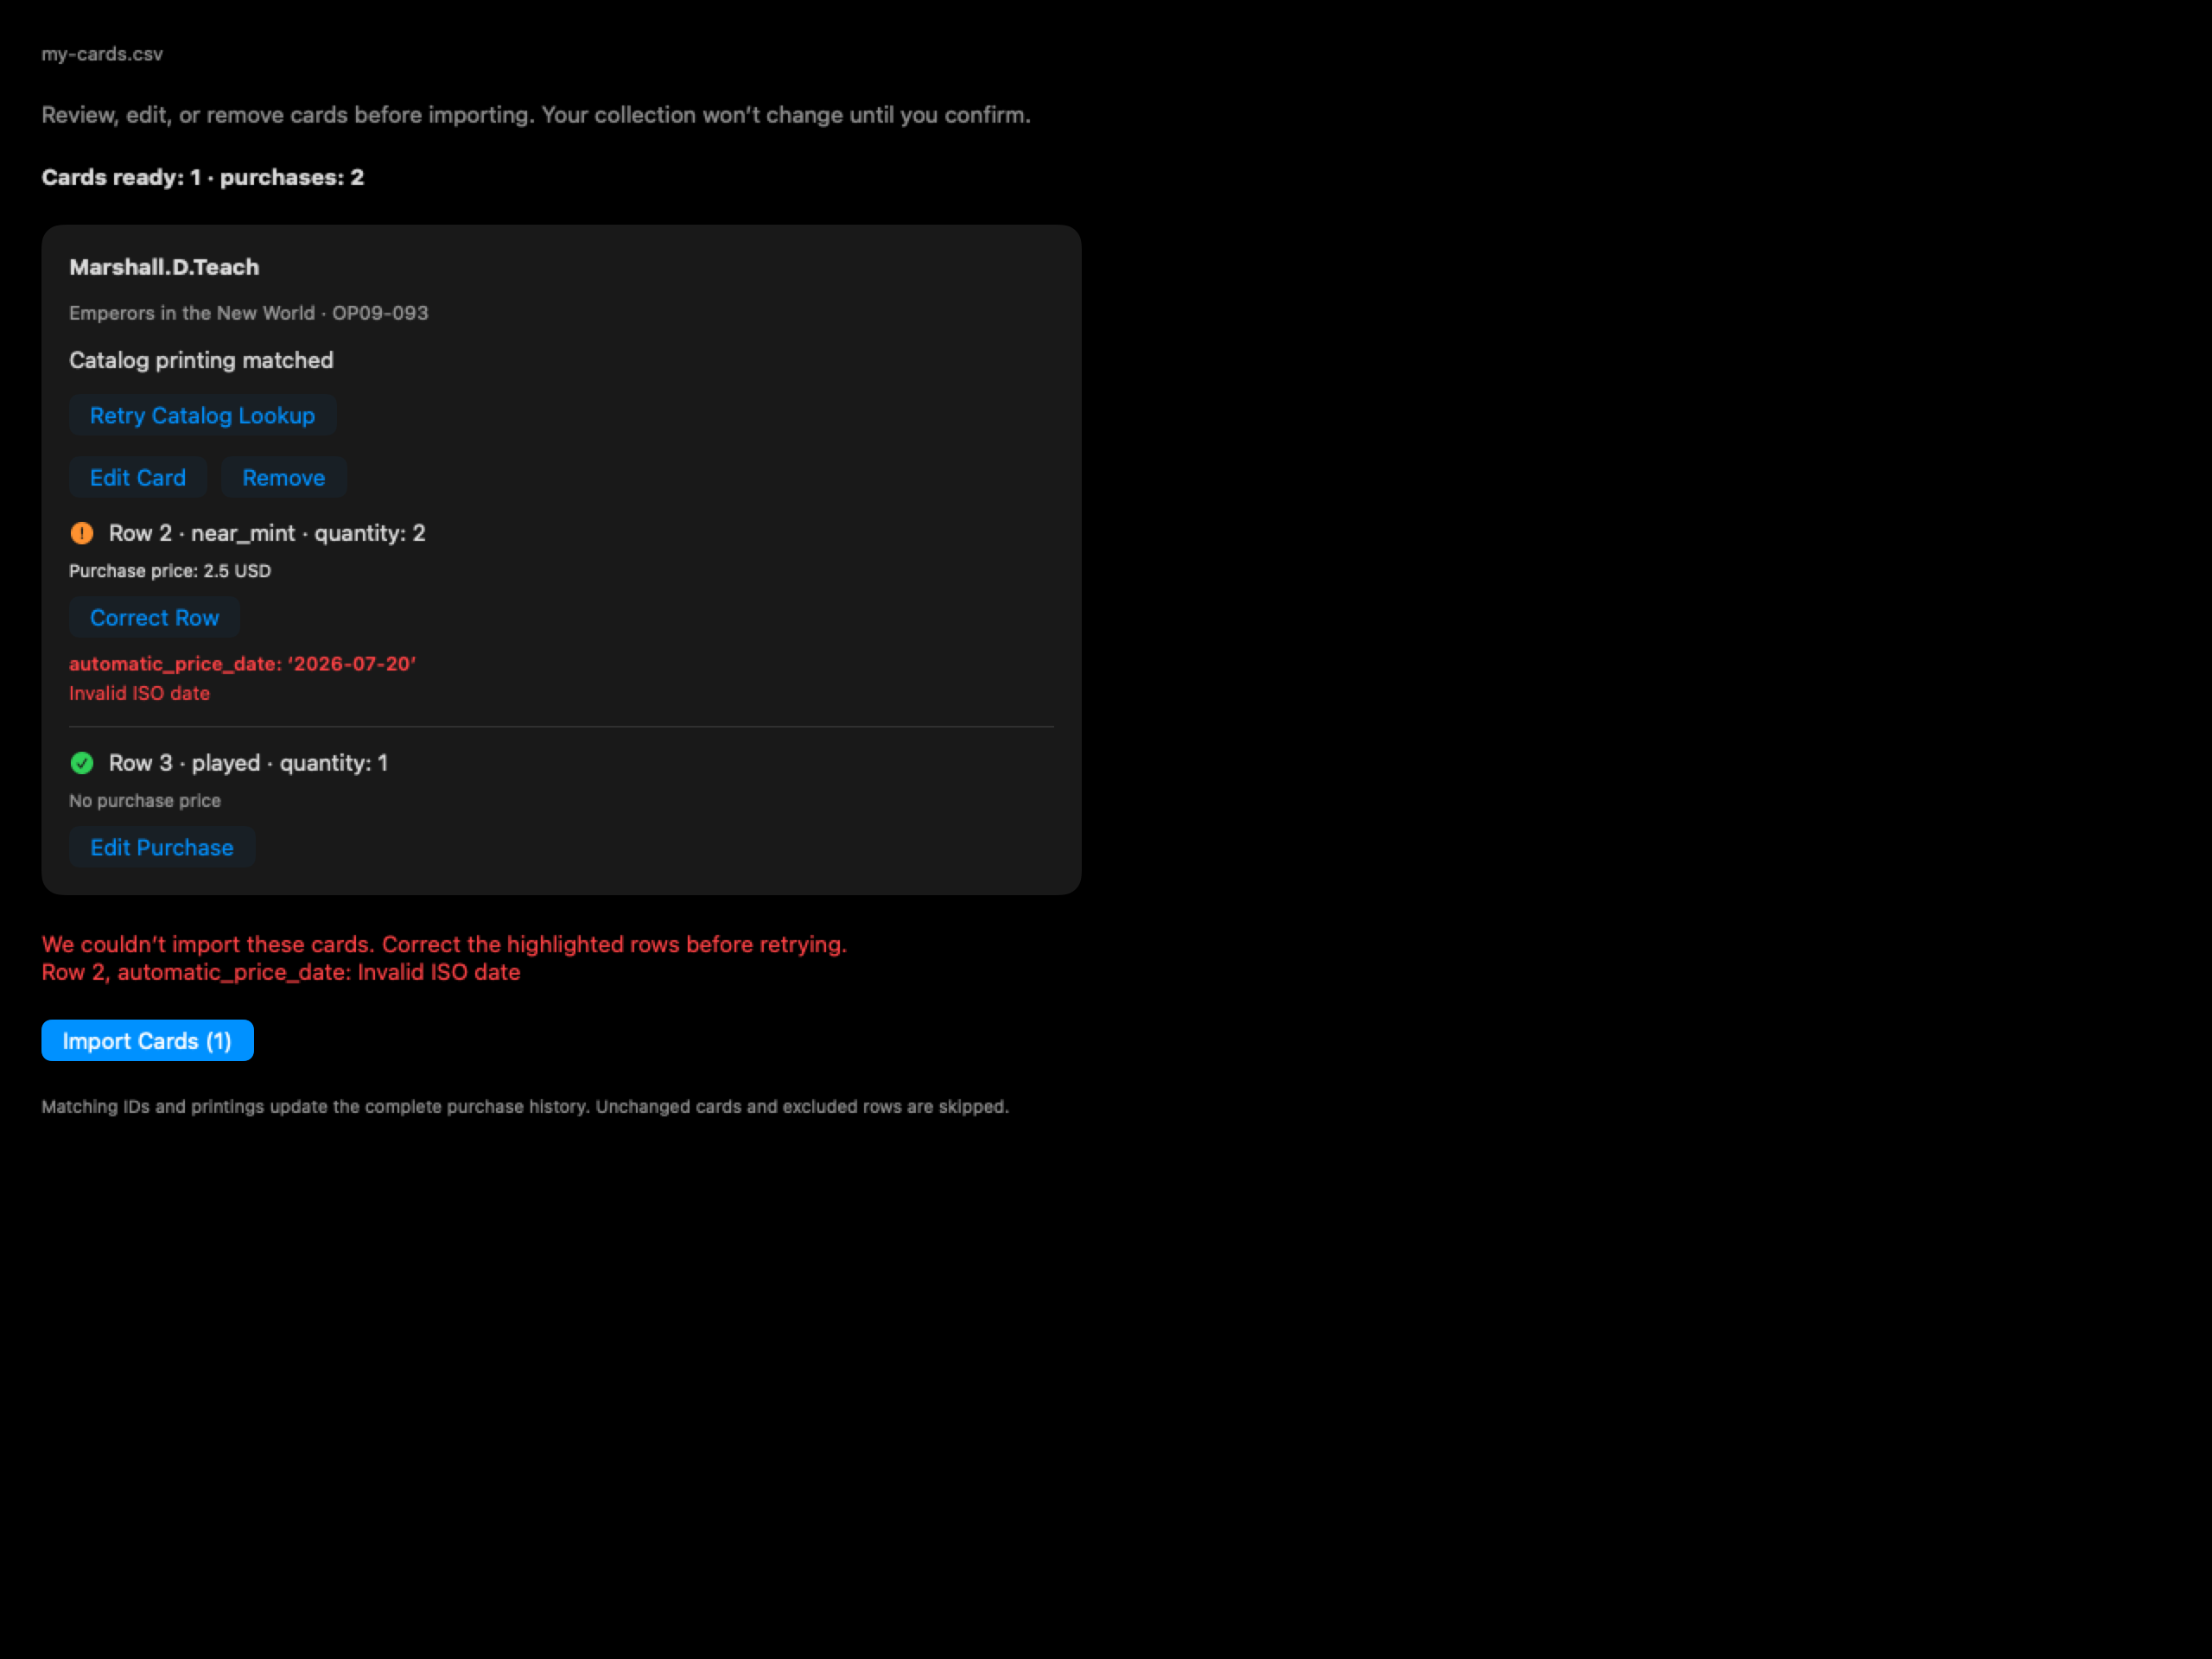 my-cards.csv
Review, edit, or remove cards before importing. Your collection won’t change until you confirm.
Cards ready: 1 · purchases: 2
Marshall.D.Teach
Emperors in the New World · OP09-093
Catalog printing matched
Retry Catalog Lookup
Edit Card
Remove
Row 2 · near_mint · quantity: 2
Purchase price: 2.5 USD
Correct Row
automatic_price_date: ‘2026-07-20’
Invalid ISO date
Row 3 · played · quantity: 1
No purchase price
Edit Purchase
We couldn’t import these cards. Correct the highlighted rows before retrying.
Row 2, automatic_price_date: Invalid ISO date
Import Cards (1)
Matching IDs and printings update the complete purchase history. Unchanged cards and excluded rows are skipped.